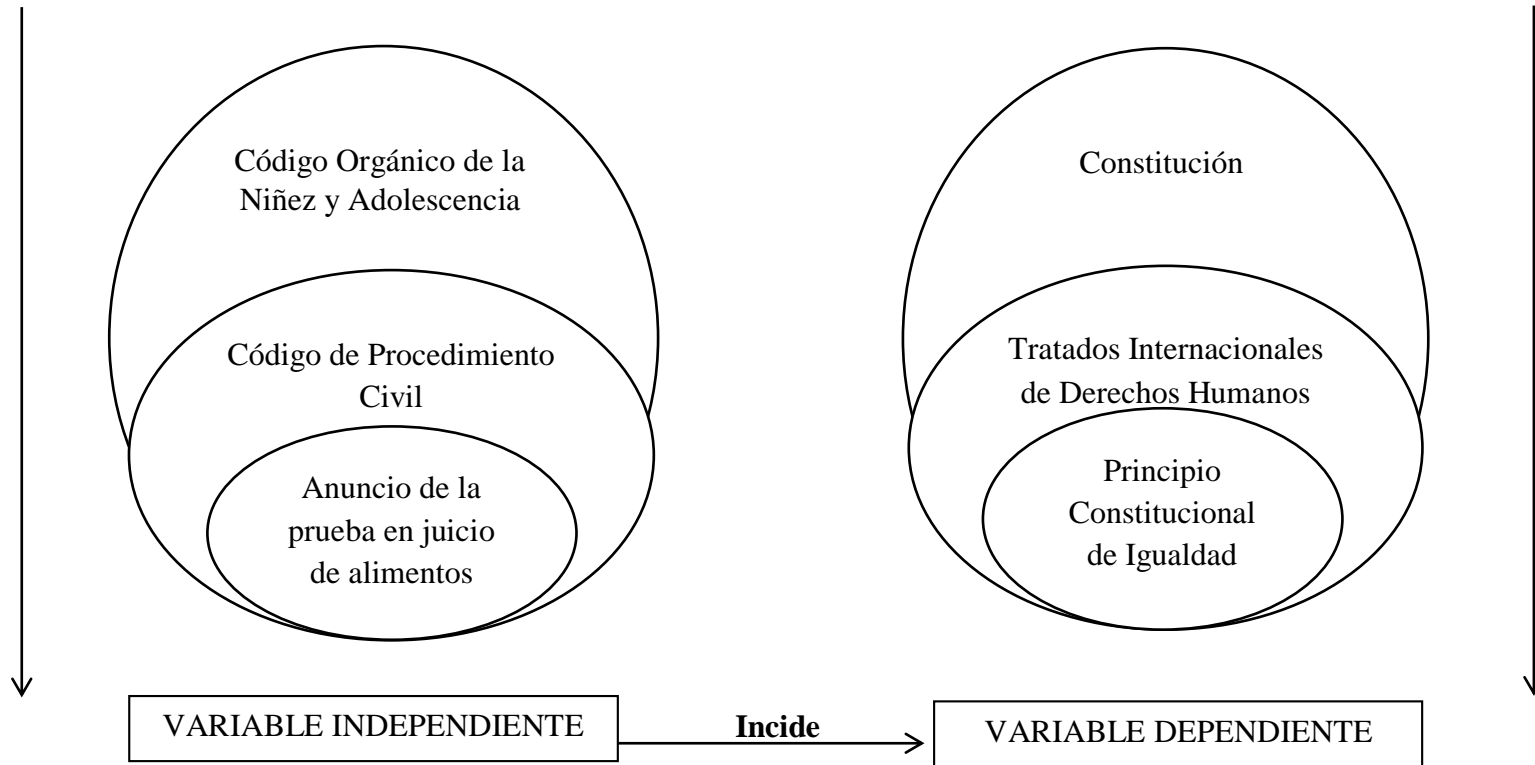 Código Orgánico de la
Niñez y Adolescencia
Código de Procedimiento
Civil
Anuncio de la
prueba en juicio
de alimentos
Constitución
Tratados Internacionales
de Derechos Humanos
Principio
Constitucional
de Igualdad
VARIABLE INDEPENDIENTE
Incide
VARIABLE DEPENDIENTE